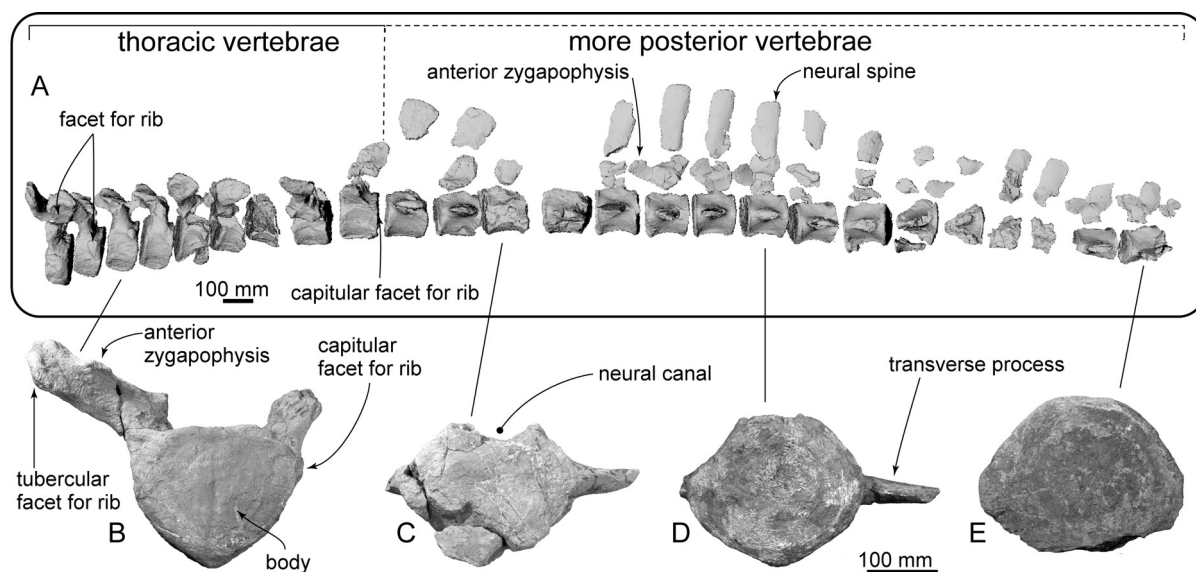 thoracic vertebrae
more posterior vertebrae
A
anterior zygapophysis
neural spine
facet for rib
100 mm
capitular facet for rib
anterior
zygapophysis
capitular
facet for rib
neural canal
transverse process
tubercular
facet for rib
B
body
C
D
100 mm
E